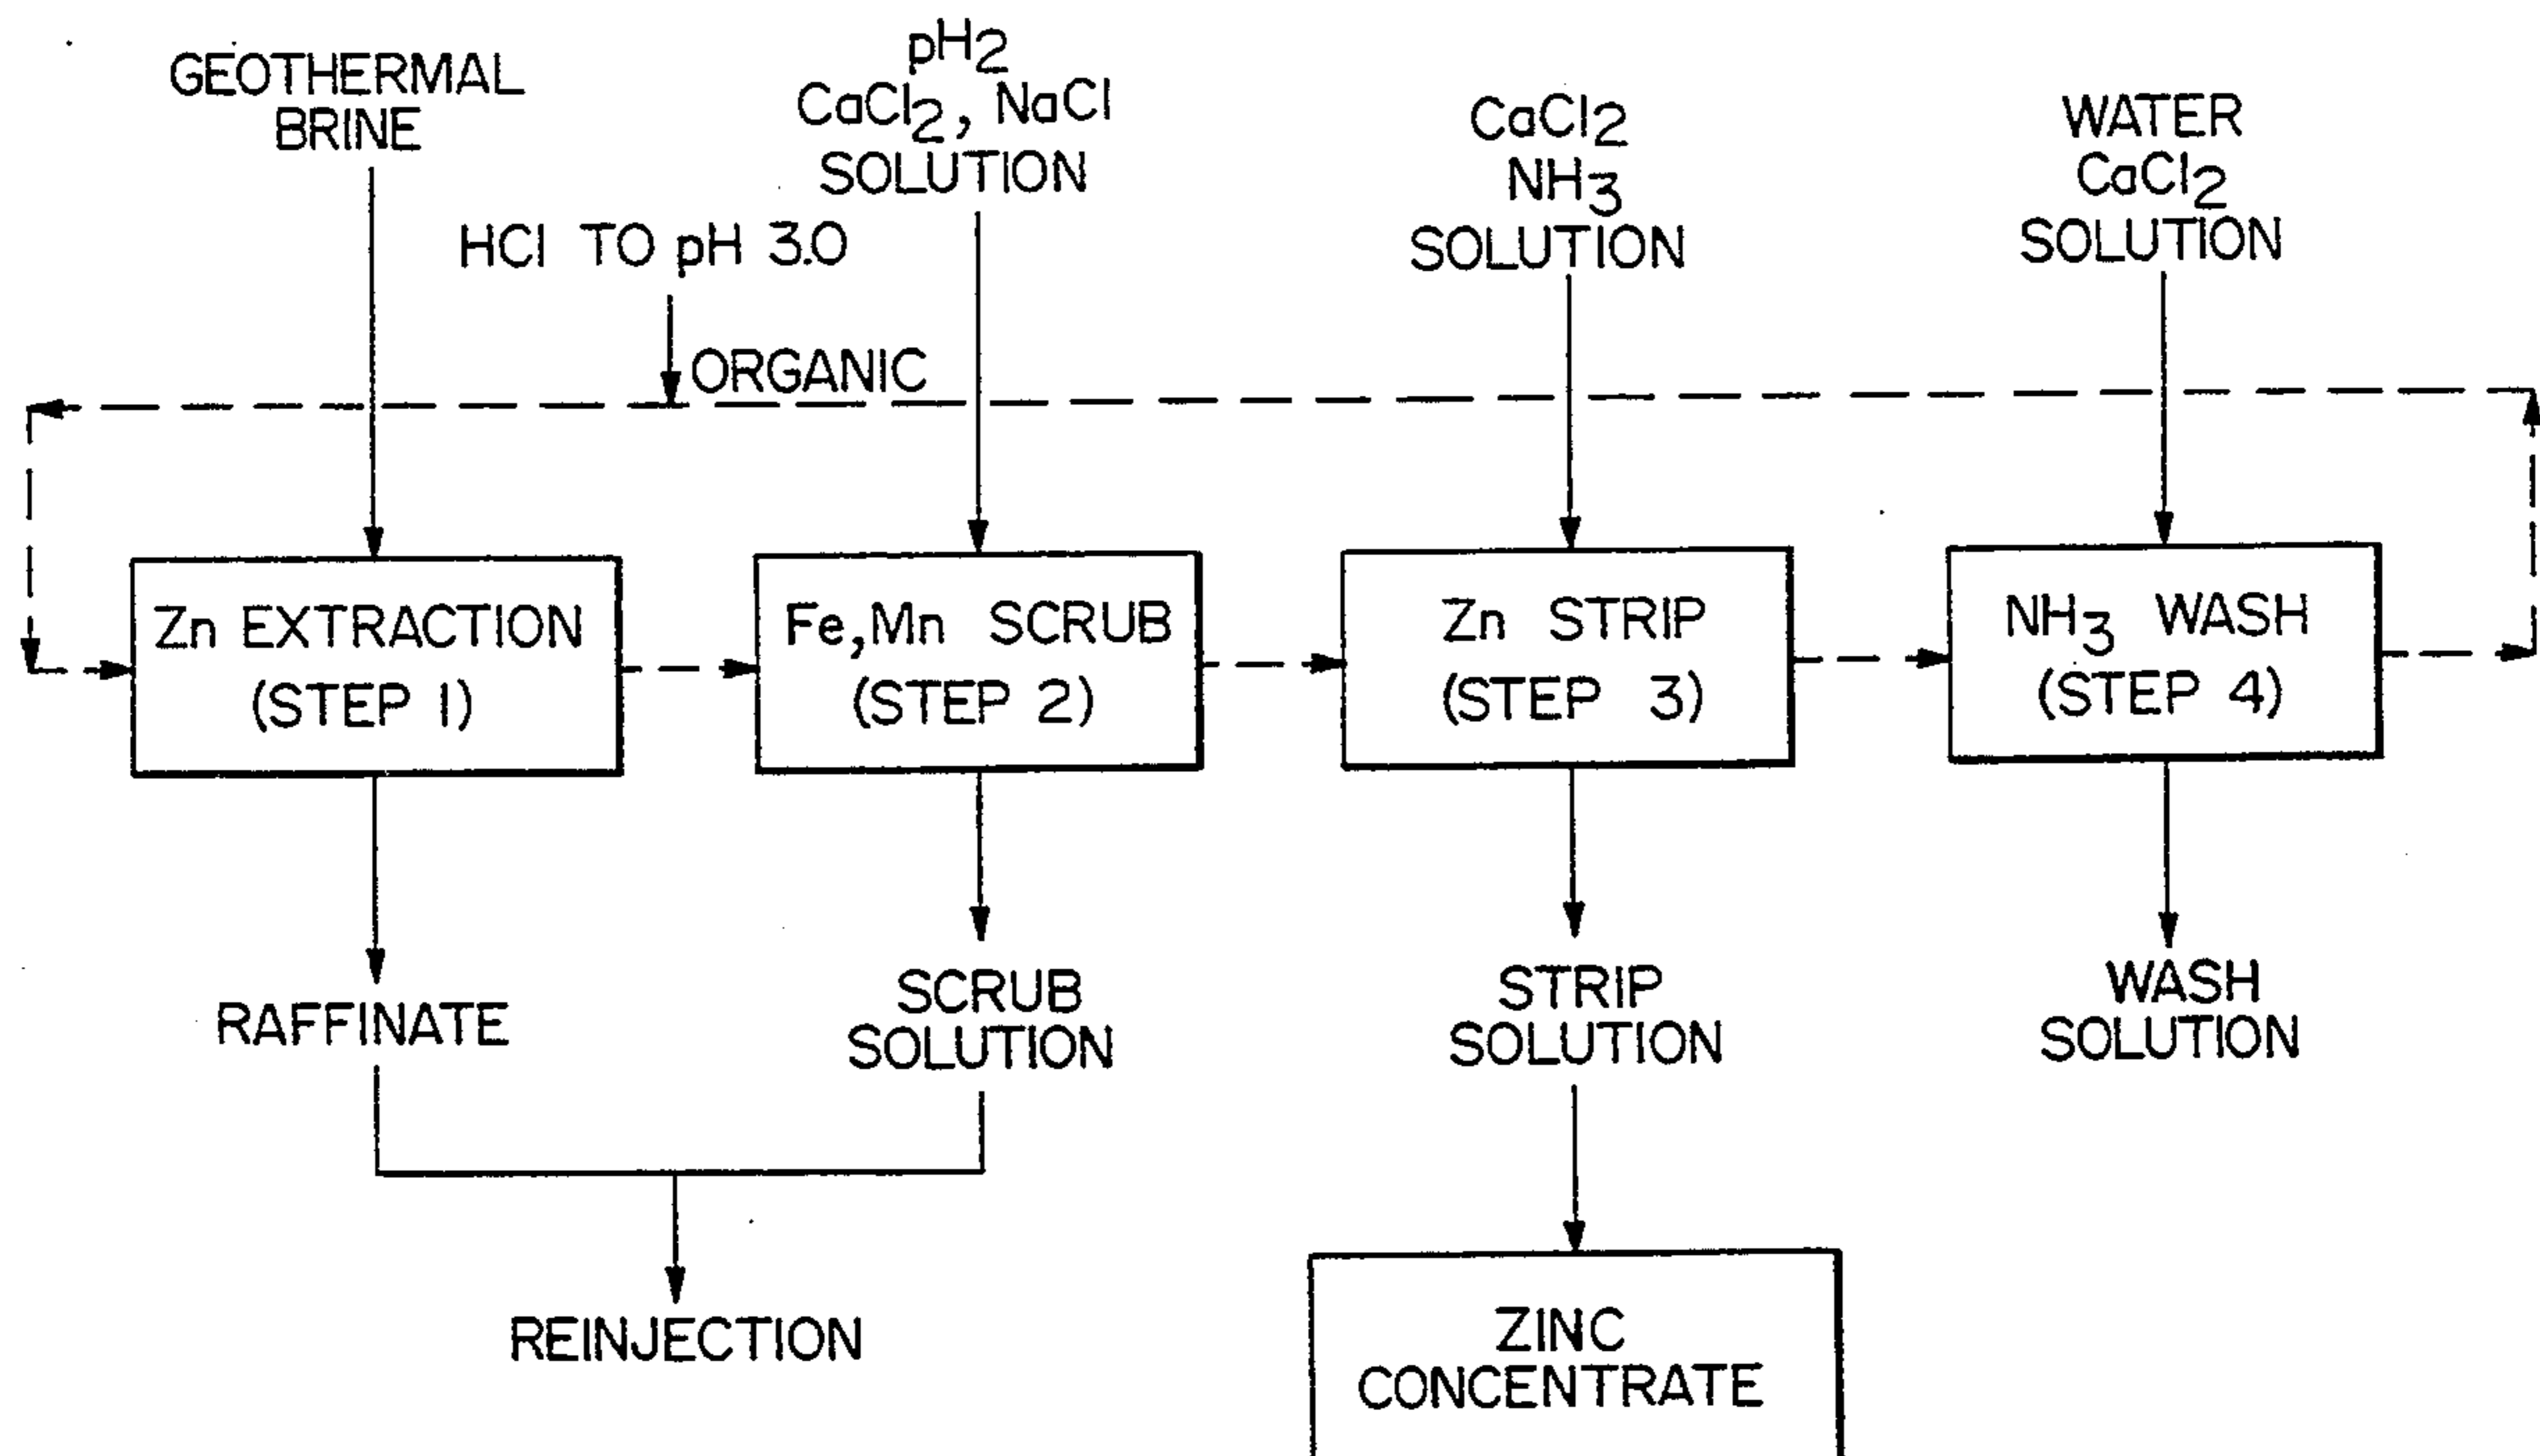 GEOTHERMAL
BRINE
pH2
CaCl2, NaCl
SOLUTION
CaCl2
NH3
SOLUTION
WATER
CaCl2
SOLUTION
HCl TO pH 3.0
ORGANIC
Zn EXTRACTION
(STEP 1)
Fe,Mn SCRUB
(STEP 2)
Zn STRIP
(STEP 3)
NH3 WASH
(STEP 4)
RAFFINATE
SCRUB
SOLUTION
STRIP
SOLUTION
WASH
SOLUTION
REINJECTION
ZINC
CONCENTRATE